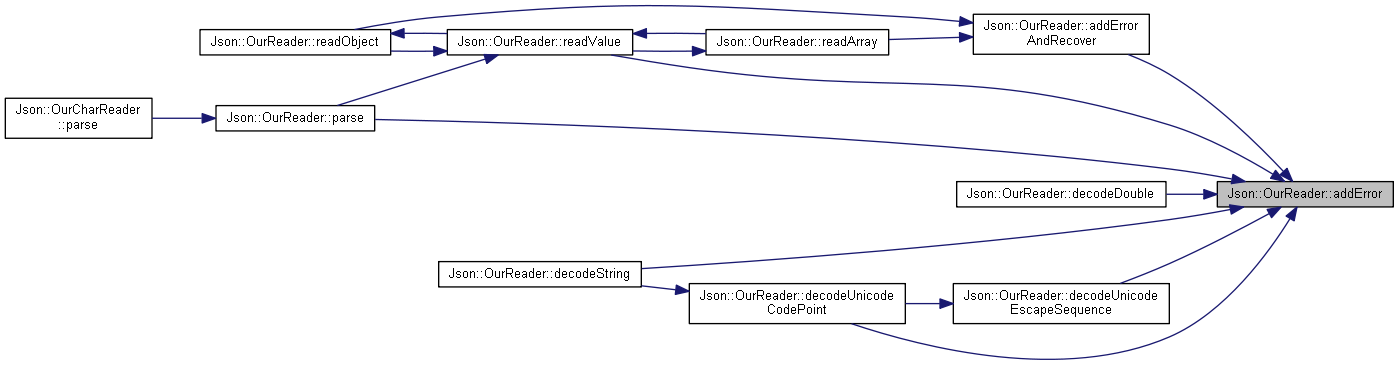 Json::OurReader::addError
AndRecover
Json::OurReader::readObject
Json::OurReader::readValue
Json::OurReader::readArray
Json::OurCharReader
::parse
Json::OurReader::parse
Json::OurReader::decodeDouble
Json::OurReader::addError
Json::OurReader::decodeString
Json::OurReader::decodeUnicode
CodePoint
Json::OurReader::decodeUnicode
EscapeSequence